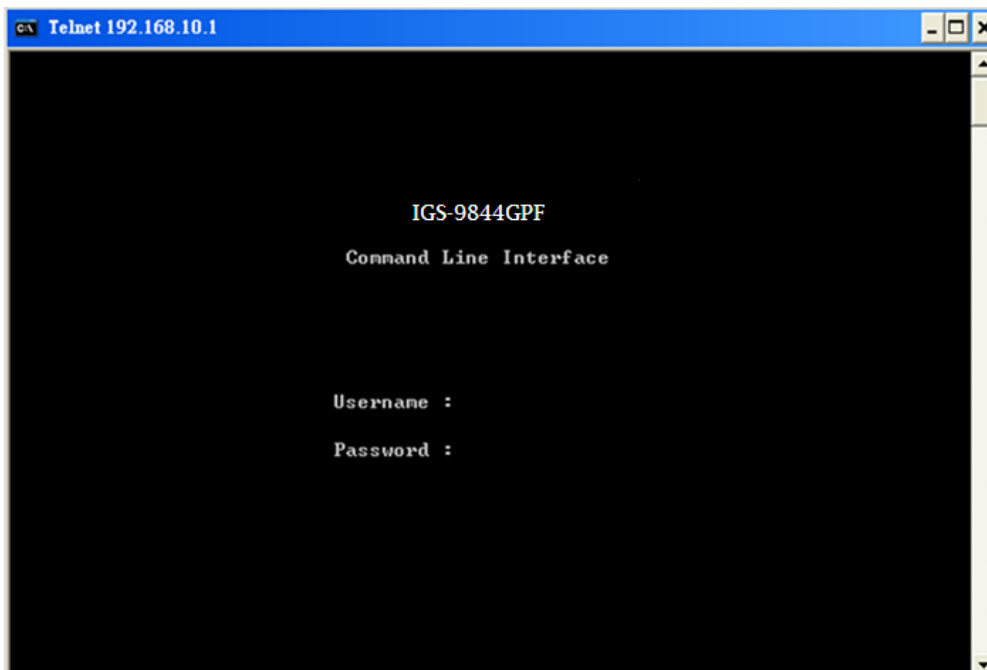 Telnet 192.168.10.1
IGS-9844GPF
Command Line Interface
Username :
Password :